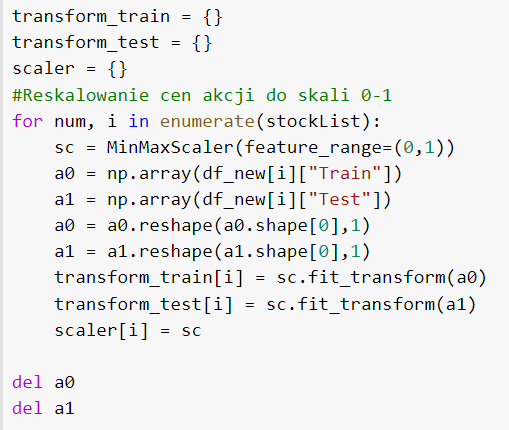 transform_train = {}
transform_test = {}
scaler = {}
#Reskalowanie cen akcji do skali 0-1
for num, i in enumerate(stockList):
    sc = MinMaxScaler(feature_range=(0,1))
    a0 = np.array(df_new[i]["Train"])
    a1 = np.array(df_new[i]["Test"])
    a0 = a0.reshape(a0.shape[0],1)
    a1 = a1.reshape(a1.shape[0],1)
    transform_train[i] = sc.fit_transform(a0)
    transform_test[i] = sc.fit_transform(a1)
    scaler[i] = sc

del a0
del a1